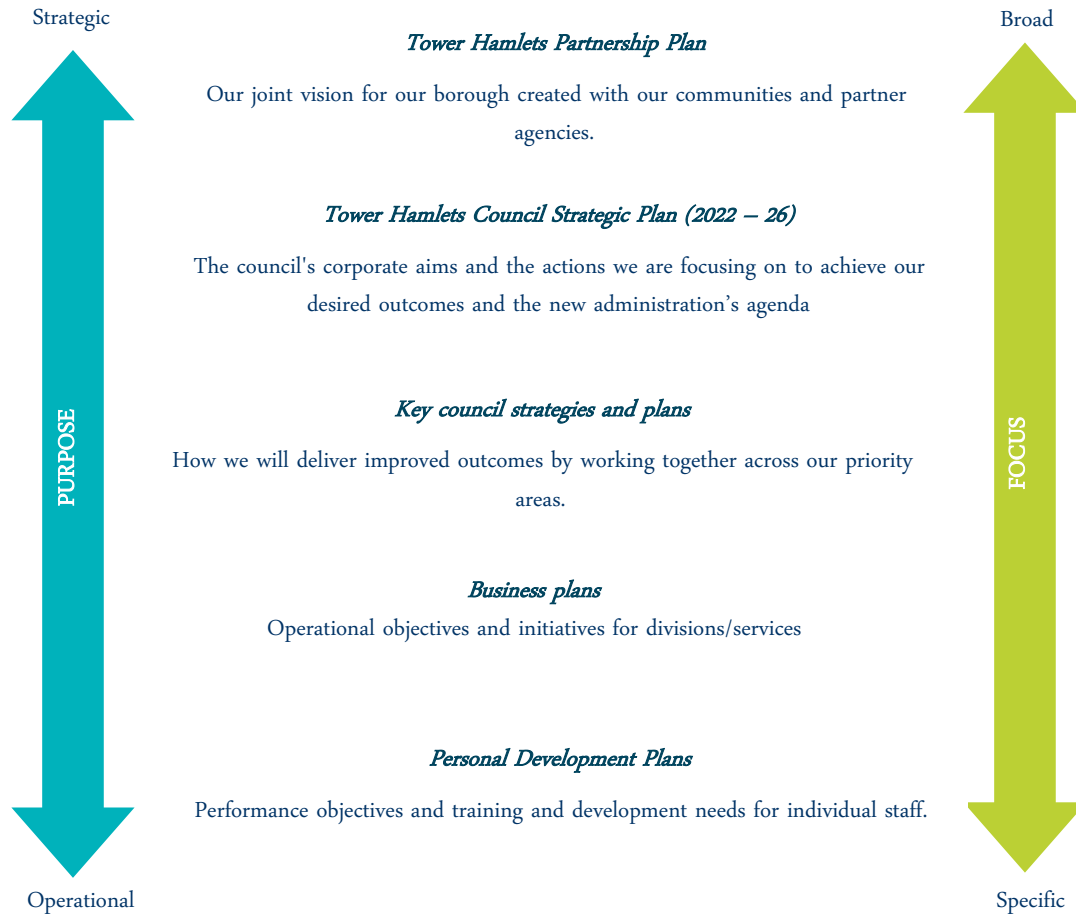 Strategic
Broad
Tower Hamlets Partnership Plan
Our joint vision for our borough created with our communities and partner
agencies.
Tower Hamlets Council Strategic Plan (2022 – 26)
The council's corporate aims and the actions we are focusing on to achieve our
desired outcomes and the new administration’s agenda
PURPOSE
FOCUS
Key council strategies and plans
How we will deliver improved outcomes by working together across our priority
areas.
Business plans
Operational objectives and initiatives for divisions/services
Personal Development Plans
Performance objectives and training and development needs for individual staff.
Operational
Specific